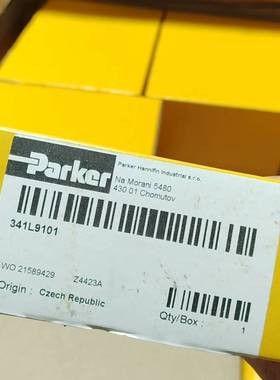 Parker
Parker Hannifin Industrial s.r.o.
Na Morani 5480
430 01 Chomutov
341L9101
WO 21589429 Z4423A
Origin : Czech Republic
Qty/Box : 1